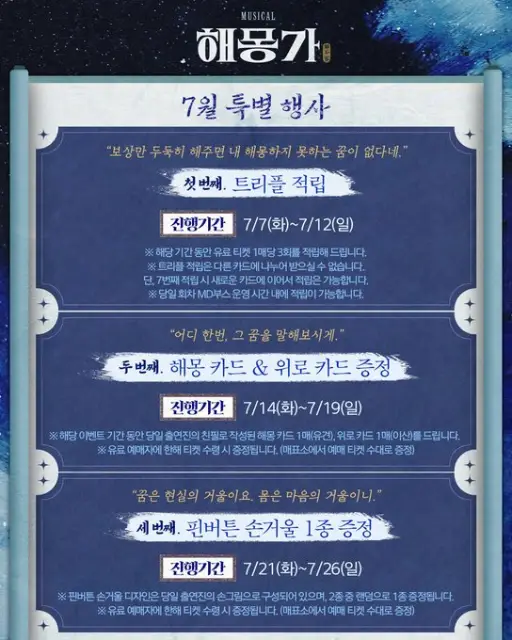 MUSICAL
해몽가
7월 특별 행사
“보상만 두둑히 해주면 내 해몽하지 못하는 꿈이 없다네.”
첫 번째. 트리플 적립
진행기간 7/7(화)~7/12(일)
※ 해당 기간 동안 유료 티켓 1매당 3회를 적립해 드립니다.
※ 트리플 적립은 다른 카드에 나누어 받으실 수 없습니다.
단, 7번째 적립 시 새로운 카드에 이어서 적립은 가능합니다.
※ 당일 회차 MD부스 운영 시간 내에 적립이 가능합니다.
“어디 한번, 그 꿈을 말해보시게.”
두 번째. 해몽 카드 & 위로 카드 증정
진행기간 7/14(화)~7/19(일)
※ 해당 이벤트 기간 동안 당일 출연진의 친필로 작성된 해몽 카드 1매(유견), 위로 카드 1매(이산)를 드립니다.
※ 유료 예매자에 한해 티켓 수령 시 증정됩니다. (매표소에서 예매 티켓 수대로 증정)
“꿈은 현실의 거울이요. 몸은 마음의 거울이니.”
세 번째. 핀버튼 손거울 1종 증정
진행기간 7/21(화)~7/26(일)
※ 핀버튼 손거울 디자인은 당일 출연진의 손그림으로 구성되어 있으며, 2종 중 랜덤으로 1종 증정됩니다.
※ 유료 예매자에 한해 티켓 수령 시 증정됩니다. (매표소에서 예매 티켓 수대로 증정)